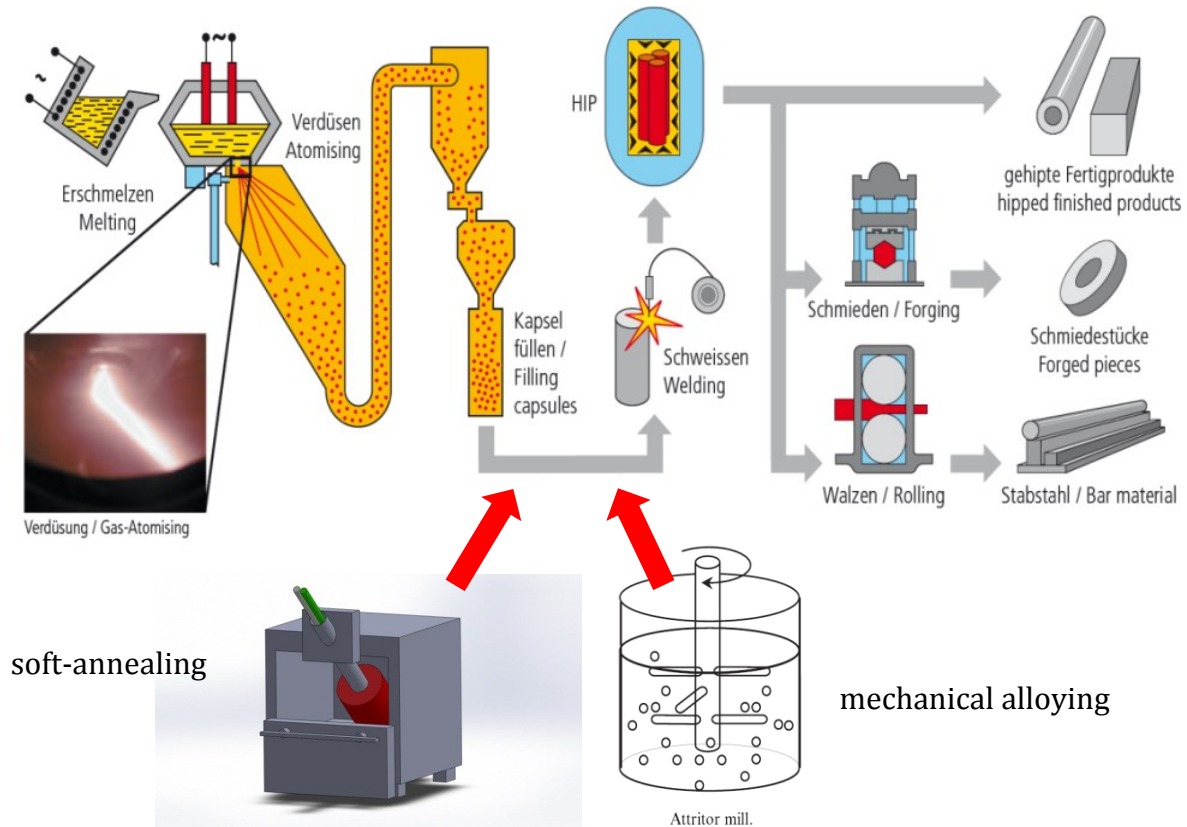 ~
~
Erschmelzen
Melting
Verdüsen
Atomising
Verdüsung / Gas-Atomising
Kapsel
füllen /
Filling
capsules
HIP
Schweissen
Welding
gehipte Fertigprodukte
hipped finished products
Schmieden / Forging
Schmiedestücke
Forged pieces
Walzen / Rolling
Stabstahl / Bar material
soft-annealing
mechanical alloying
Attritor mill.